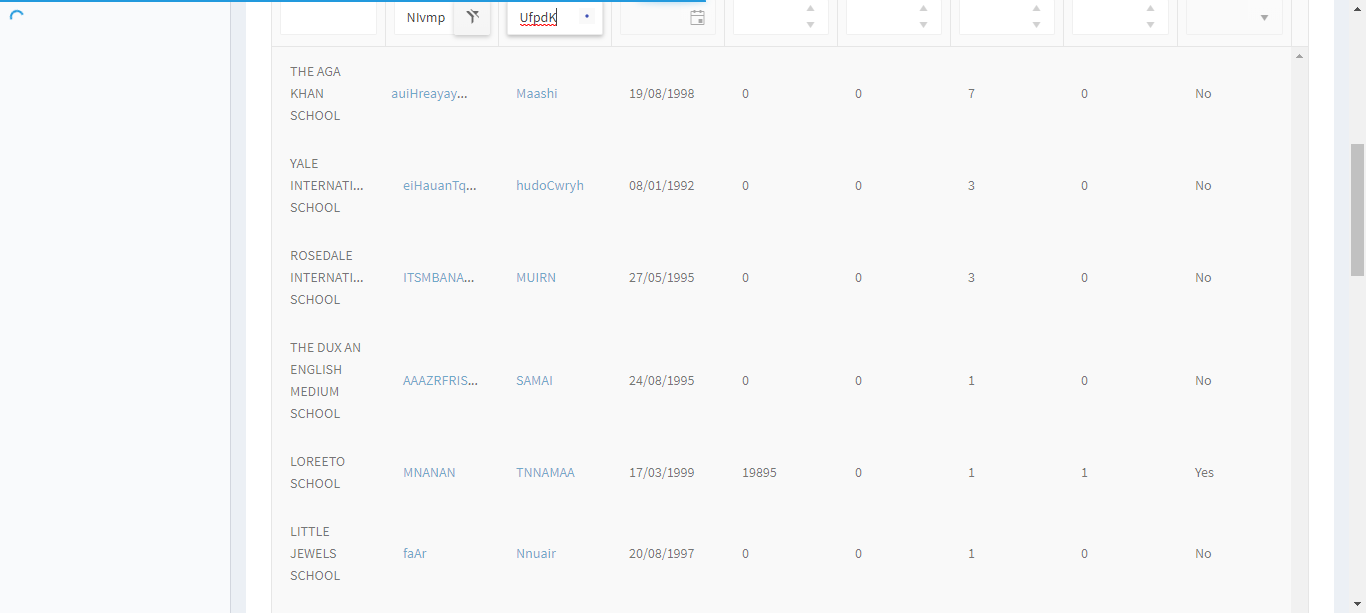 NIvmp UfpdK
THE AGA
KHAN
SCHOOL
auiHreayay... Maashi 19/08/1998 0 0 7 0 No
YALE
INTERNATI...
SCHOOL
eiHauanTq... hudoCwryh 08/01/1992 0 0 3 0 No
ROSEDALE
INTERNATI...
SCHOOL
ITSMBANA... MUIRN 27/05/1995 0 0 3 0 No
THE DUX AN
ENGLISH
MEDIUM
SCHOOL
AAAZRFRIS... SAMAI 24/08/1995 0 0 1 0 No
LOREETO
SCHOOL
MNANAN TNNAMAA 17/03/1999 19895 0 1 1 Yes
LITTLE
JEWELS
SCHOOL
faAr Nnuair 20/08/1997 0 0 1 0 No